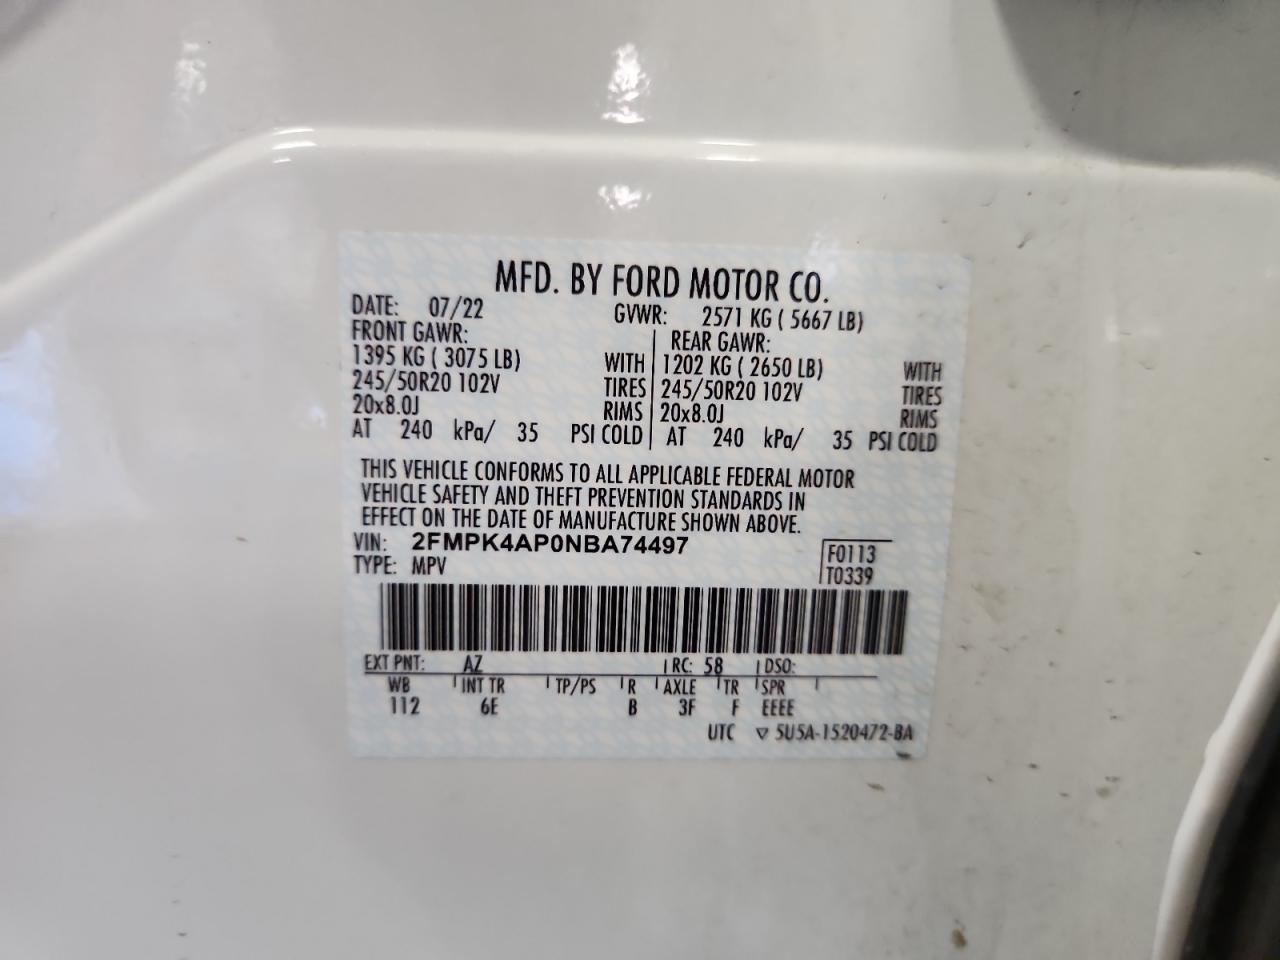 MFD. BY FORD MOTOR CO.
DATE: 07/22 GVWR: 2571 KG ( 5667 LB)
FRONT GAWR: REAR GAWR:
1395 KG ( 3075 LB) WITH 1202 KG ( 2650 LB) WITH
245/50R20 102V TIRES 245/50R20 102V TIRES
20x8.0J RIMS 20x8.0J RIMS
AT 240 kPa/ 35 PSI COLD AT 240 kPa/ 35 PSI COLD
THIS VEHICLE CONFORMS TO ALL APPLICABLE FEDERAL MOTOR
VEHICLE SAFETY AND THEFT PREVENTION STANDARDS IN
EFFECT ON THE DATE OF MANUFACTURE SHOWN ABOVE.
VIN: 2FMPK4AP0NBA74497 F0113
TYPE: MPV T0339
EXT PNT: AZ RC: 58 DSO:
WB INT TR TP/PS R AXLE TR SPR
112 6E B 3F F EEEE
UTC ▽ 5U5A-1520472-BA